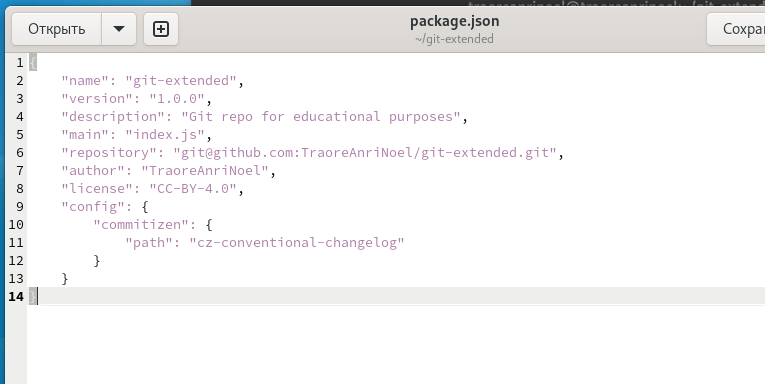 Открыть
package.json
~/git-extended
1 {
2 "name": "git-extended",
3 "version": "1.0.0",
4 "description": "Git repo for educational purposes",
5 "main": "index.js",
6 "repository": "git@github.com:TraoreAnriNoel/git-extended.git",
7 "author": "TraoreAnriNoel",
8 "license": "CC-BY-4.0",
9 "config": {
10 "commitizen": {
11 "path": "cz-conventional-changelog"
12 }
13 }
14 }